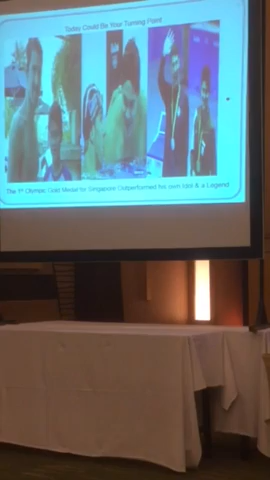 Today Could Be Your Turning Point
The 1st Olympic Gold Medal for Singapore Outperformed his own Idol & a Legend